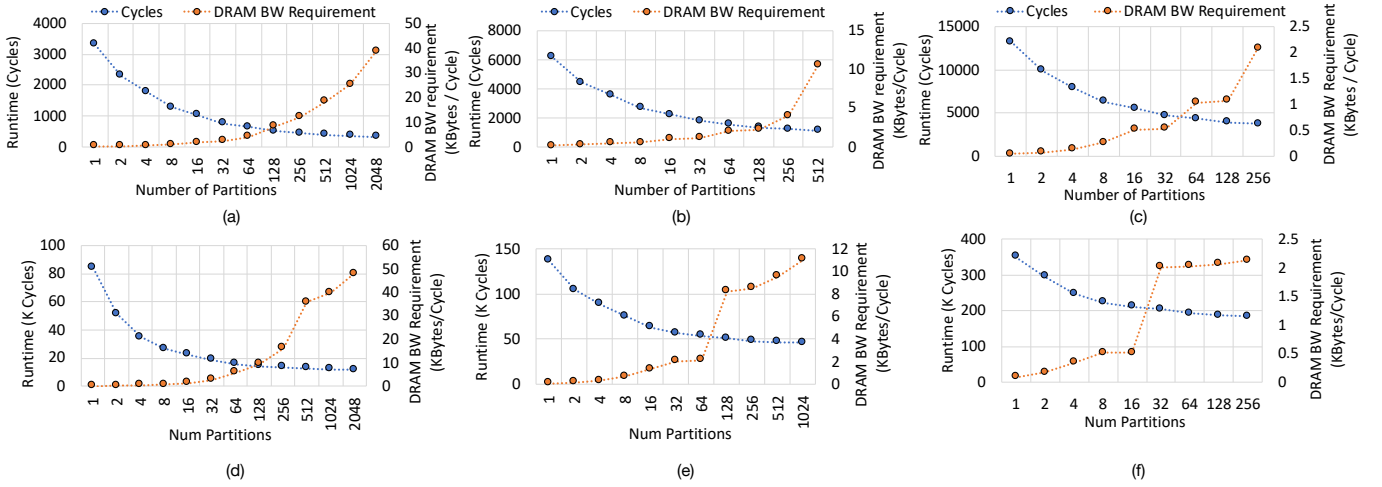 Cycles DRAM BW Requirement
Runtime (Cycles)
4000
3000
2000
1000
0
50
40
30
20
10
0
DRAM BW requirement
(KBytes / Cycle)
1 2 4 8 16 32 64 128 256 512 1024 2048
Number of Partitions
(a)
Cycles DRAM BW Requirement
Runtime (Cycles)
8000
6000
4000
2000
0
15
10
5
0
DRAM BW requirement
(KBytes/Cycle)
1 2 4 8 16 32 64 128 256 512
Number of Partitions
(b)
Cycles DRAM BW Requirement
Runtime (Cycles)
15000
10000
5000
0
2.5
2
1.5
1
0.5
0
DRAM BW Requirement
(KBytes / Cycle)
1 2 4 8 16 32 64 128 256
Number of Partitions
(c)
Runtime (K Cycles)
100
80
60
40
20
0
60
50
40
30
20
10
0
DRAM BW Requirement
(KBytes/Cycle)
1 2 4 8 16 32 64 128 256 512 1024 2048
Num Partitions
(d)
Runtime (K Cycles)
150
100
50
0
12
10
8
6
4
2
0
DRAM BW Requirement
(KBytes/Cycle)
1 2 4 8 16 32 64 128 256 512 1024
Num Partitions
(e)
Runtime (K Cycles)
400
300
200
100
0
2.5
2
1.5
1
0.5
0
DRAM BW Requirement
(KBytes/Cycle)
1 2 4 8 16 32 64 128 256
Num Partitions
(f)